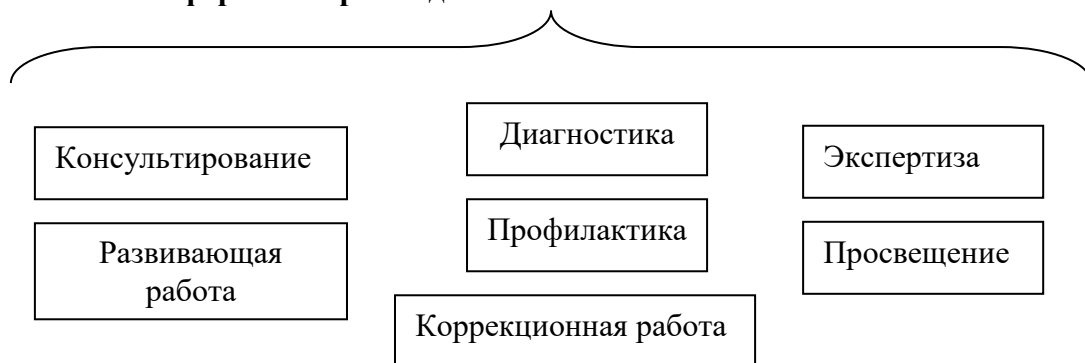 Консультирование
Диагностика
Экспертиза
Развивающая
работа
Профилактика
Просвещение
Коррекционная работа